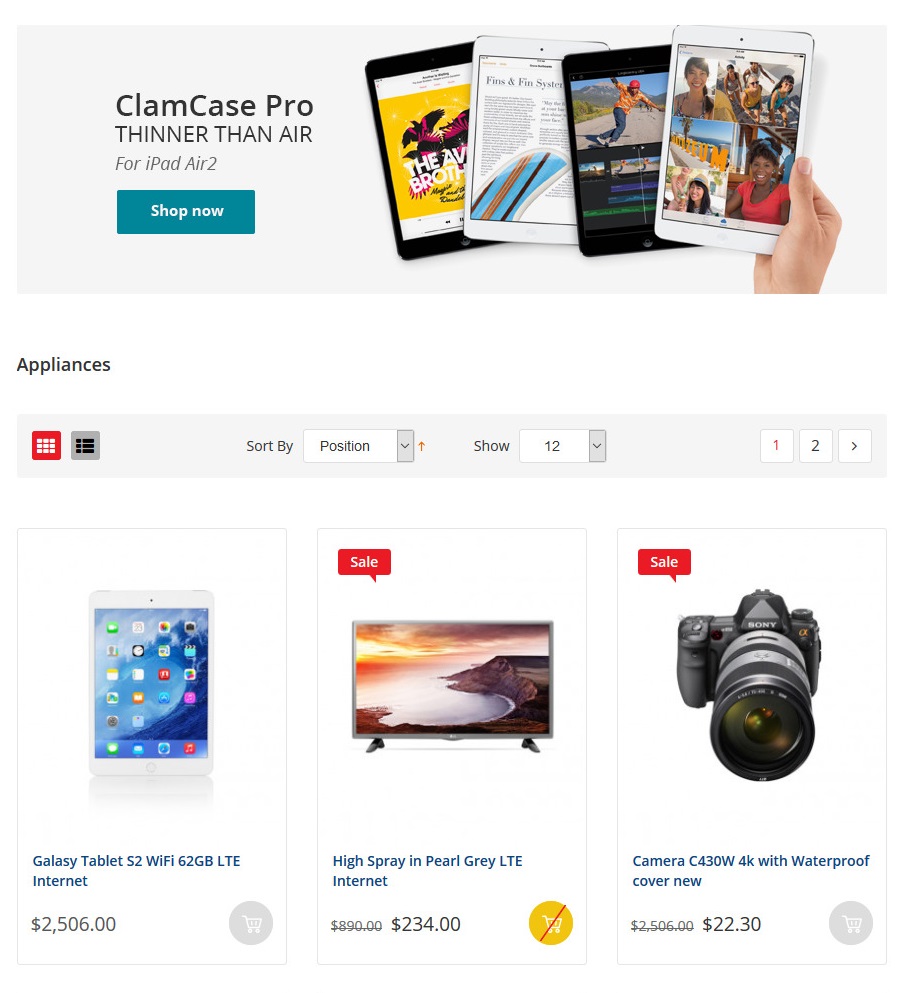 ClamCase Pro
THINNER THAN AIR
For iPad Air2
Shop now
Fins & Fin System
THE AV
BROTH
Appliances
Sort By Position Show 12 1 2
Sale
Sale
SONY
α
LG
Galasy Tablet S2 WiFi 62GB LTE
Internet
High Spray in Pearl Grey LTE
Internet
Camera C430W 4k with Waterproof
cover new
$2,506.00
$890.00 $234.00
$2,506.00 $22.30